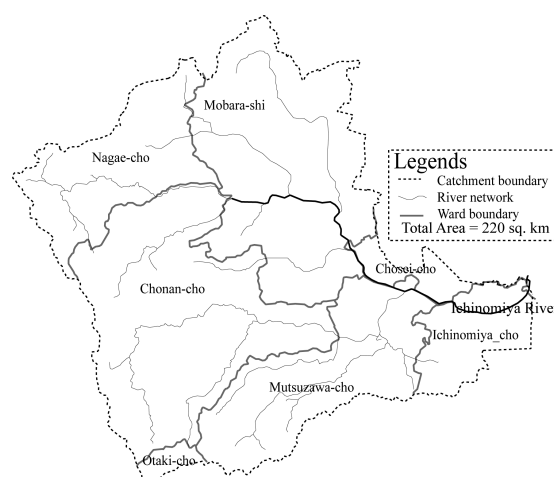 Mobara-shi
Nagae-cho
Legends
Catchment boundary
River network
Ward boundary
Total Area = 220 sq. km
Chosei-cho
Chonan-cho
Ichinomiya Rive
Ichinomiya_cho
Mutsuzawa-cho
Otaki-cho